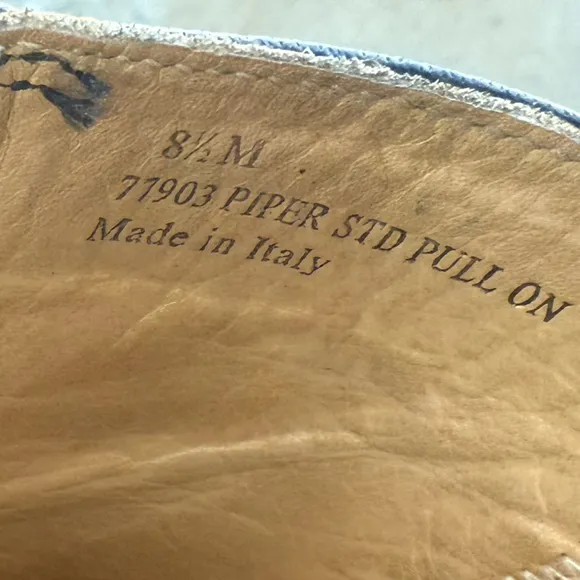 8½ M
77903 PIPER STD PULL ON
Made in Italy